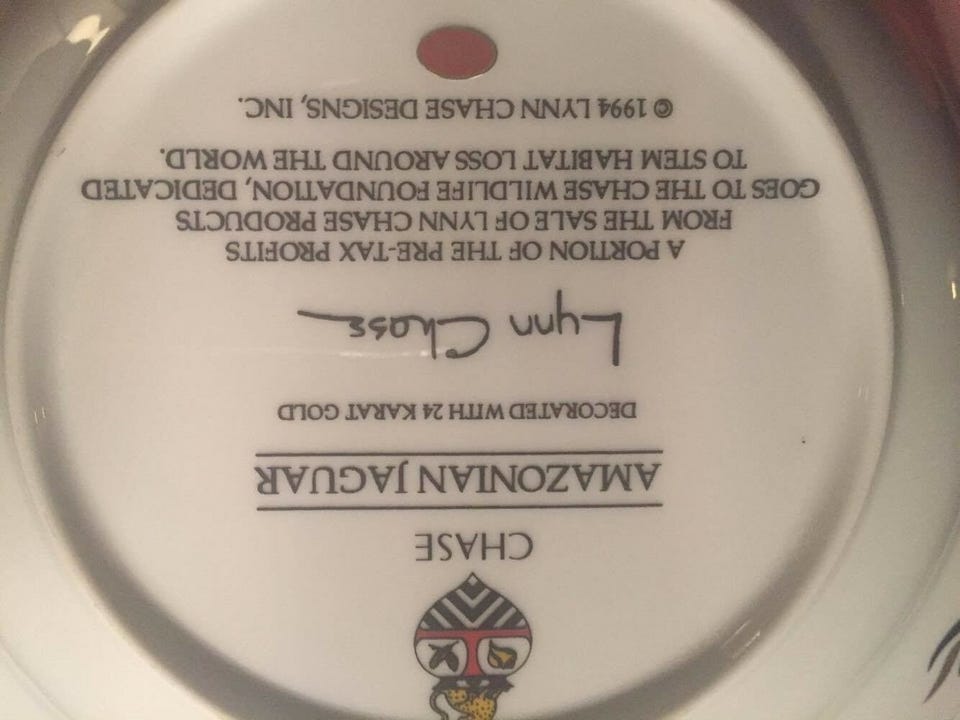 CHASE
AMAZONIAN JAGUAR
DECORATED WITH 24 KARAT GOLD
Lynn Chase
A PORTION OF THE PRE-TAX PROFITS
FROM THE SALE OF LYNN CHASE PRODUCTS
GOES TO THE CHASE WILDLIFE FOUNDATION, DEDICATED
TO STEM HABITAT LOSS AROUND THE WORLD.
© 1994 LYNN CHASE DESIGNS, INC.